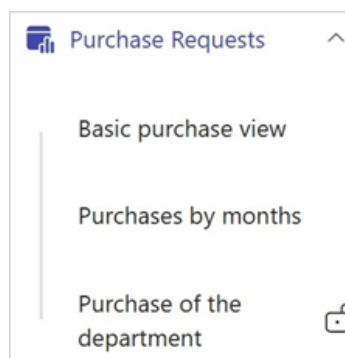 Purchase Requests
Basic purchase view
Purchases by months
Purchase of the
department